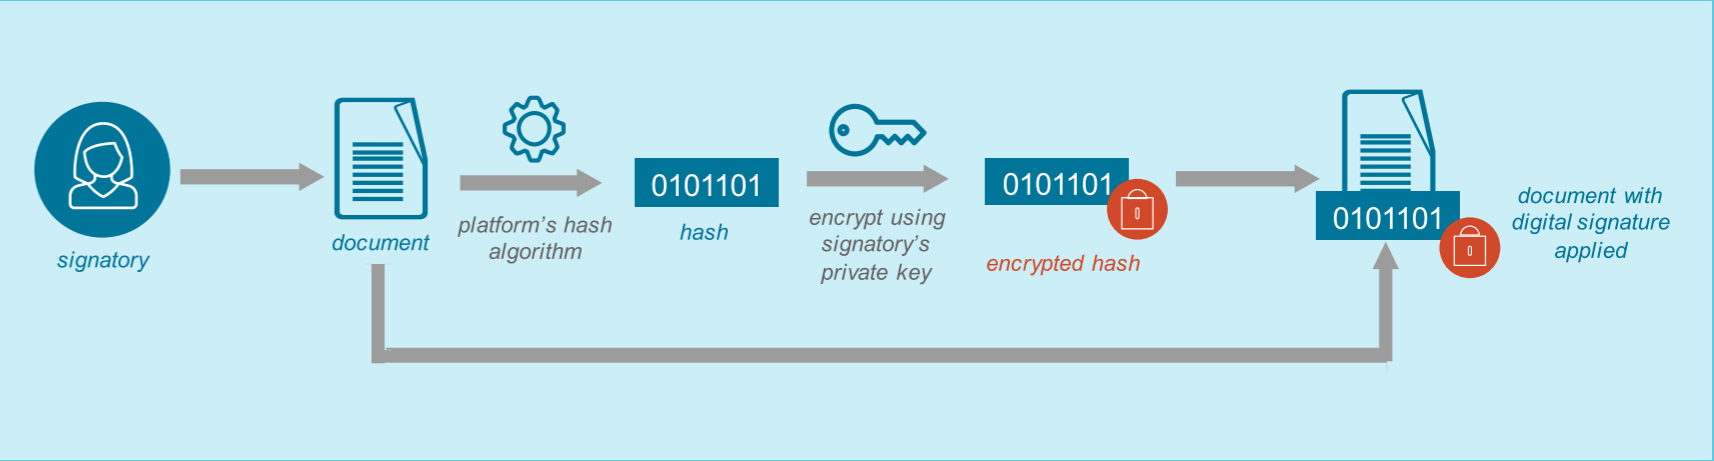 signatory
document
platform's hash
algorithm
0101101
hash
encrypt using
signatory's
private key
0101101
encrypted hash
0101101
document with
digital signature
applied